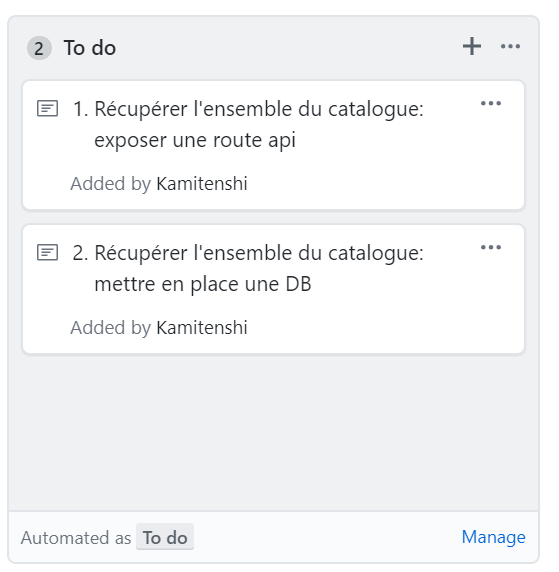 2 To do
1. Récupérer l'ensemble du catalogue:
exposer une route api
Added by Kamitenshi
2. Récupérer l'ensemble du catalogue:
mettre en place une DB
Added by Kamitenshi
Automated as To do Manage